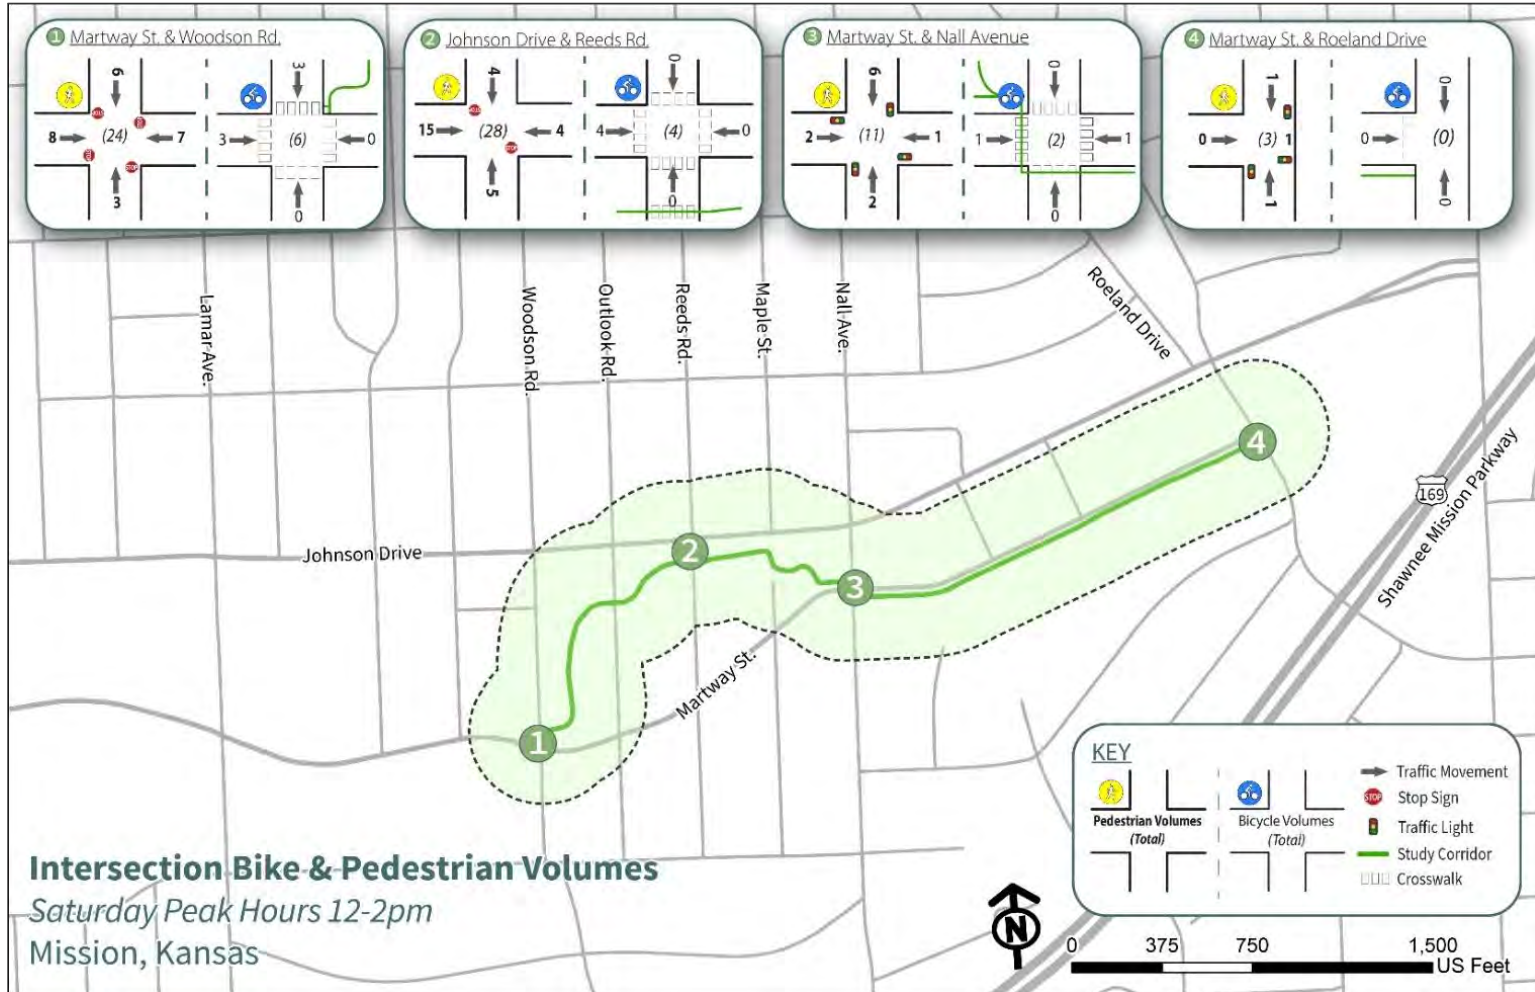 1 Martway St. & Woodson Rd.
6
8 (24) 7
3
3
3 (6) 0
0
2 Johnson Drive & Reeds Rd.
4
15 (28) 4
5
0
4 (4) 0
0
3 Martway St. & Nall Avenue
6
2 (11) 1
2
0
1 (2) 1
0
4 Martway St. & Roeland Drive
1
0 (3) 1
1
0
0 (0)
0
Lamar Ave.
Woodson Rd.
Outlook Rd.
Reeds Rd.
Maple St.
Nall Ave.
Roeland Drive
Johnson Drive
Martway St.
Shawnee Mission Parkway
169
1
2
3
4
KEY
Pedestrian Volumes
(Total)
Bicycle Volumes
(Total)
Traffic Movement
STOP Stop Sign
Traffic Light
Study Corridor
Crosswalk
Intersection Bike & Pedestrian Volumes
Saturday Peak Hours 12-2pm
Mission, Kansas
N
0 375 750 1,500
US Feet